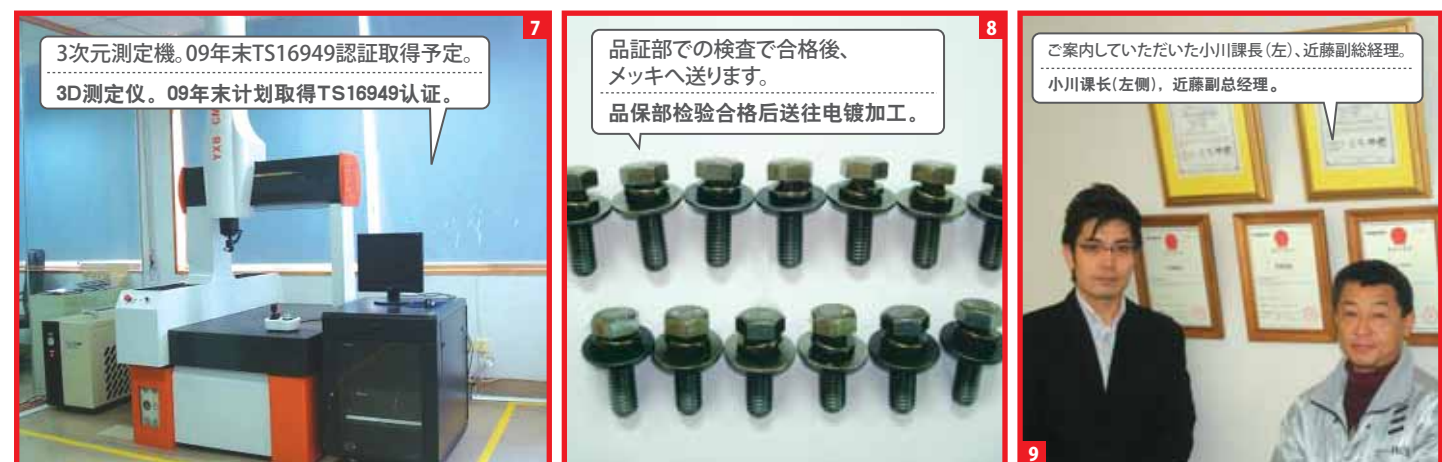 7
3次元測定機。09年末TS16949認証取得予定。
3D测定仪。09年末计划取得TS16949认证。
YXB CM
8
品証部での検査で合格後、
メッキへ送ります。
品保部检验合格后送往电镀加工。
ご案内していただいた小川課長(左)、近藤副総経理。
小川课长(左侧),近藤副总经理。
9